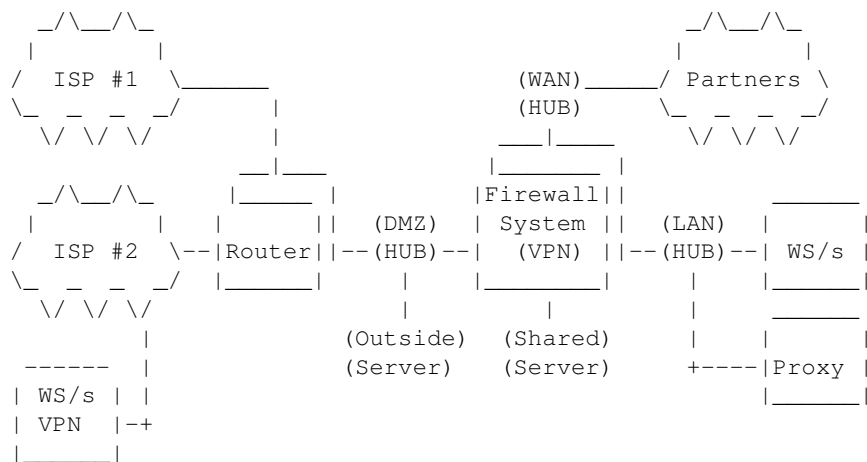 ISP #1 (WAN) Partners
(HUB)
Firewall
(DMZ) System (LAN)
ISP #2 Router (HUB) (VPN) (HUB) WS/s
(Outside) (Shared)
(Server) (Server) Proxy
WS/s
VPN